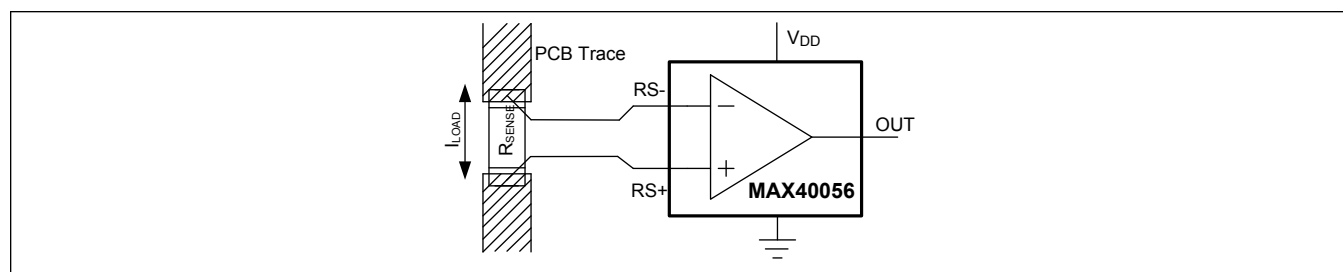 V_DD
PCB Trace
RS-
I_LOAD
R_SENSE
OUT
RS+
MAX40056